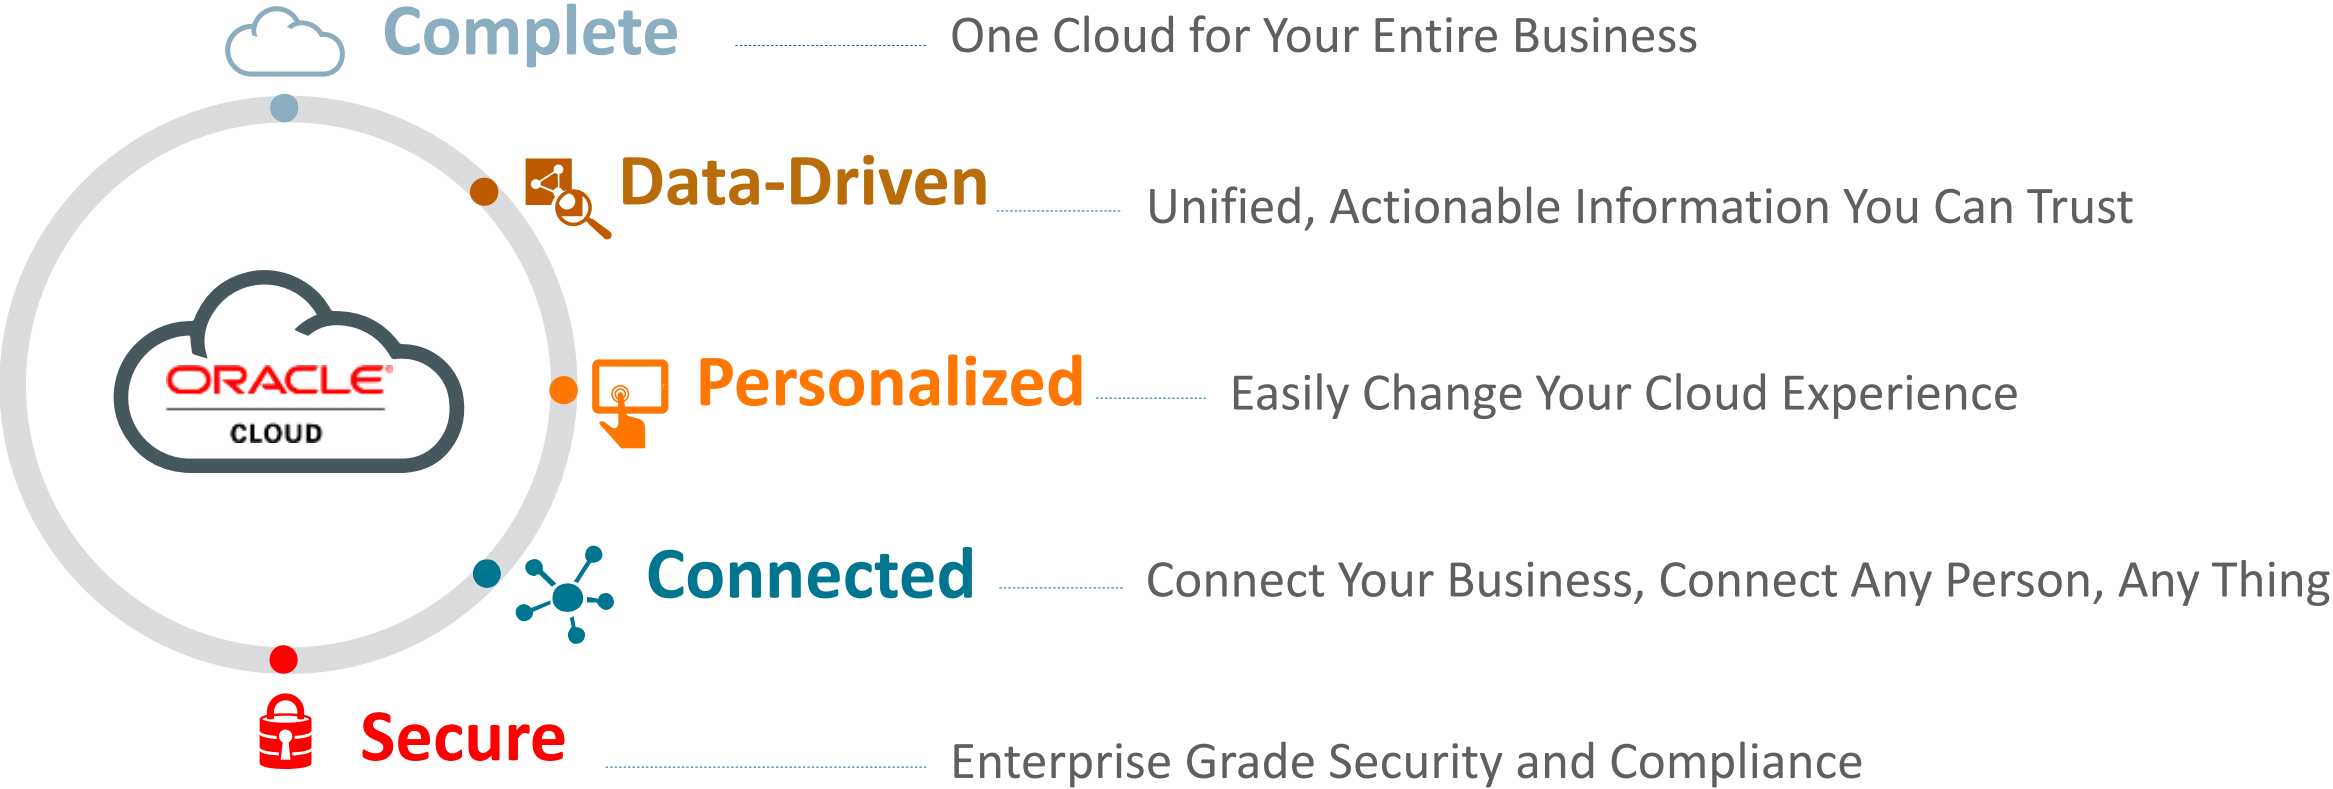 Complete
One Cloud for Your Entire Business
Data-Driven
Unified, Actionable Information You Can Trust
ORACLE®
CLOUD
Personalized
Easily Change Your Cloud Experience
Connected
Connect Your Business, Connect Any Person, Any Thing
Secure
Enterprise Grade Security and Compliance